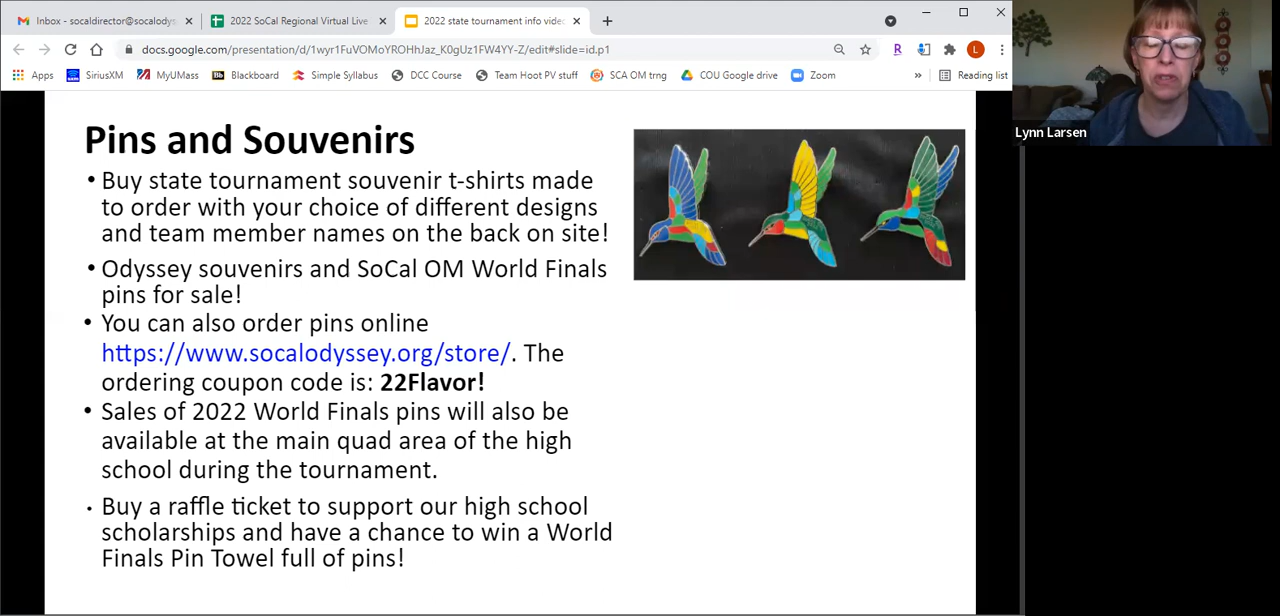 Inbox - socaldirector@socalodys
2022 SoCal Regional Virtual Live
2022 state tournament info video
docs.google.com/presentation/d/1wyr1FuVOMoYROHhJaz_K0gUz1FW4YY-Z/edit#slide=id.p1
R
L
Apps
SiriusXM
MyUMass
Bb Blackboard
Simple Syllabus
DCC Course
Team Hoot PV stuff
SCA OM trng
COU Google drive
Zoom
»
Reading list
Lynn Larsen
Pins and Souvenirs
• Buy state tournament souvenir t-shirts made
to order with your choice of different designs
and team member names on the back on site!
• Odyssey souvenirs and SoCal OM World Finals
pins for sale!
• You can also order pins online
https://www.socalodyssey.org/store/. The
ordering coupon code is: 22Flavor!
• Sales of 2022 World Finals pins will also be
available at the main quad area of the high
school during the tournament.
• Buy a raffle ticket to support our high school
scholarships and have a chance to win a World
Finals Pin Towel full of pins!